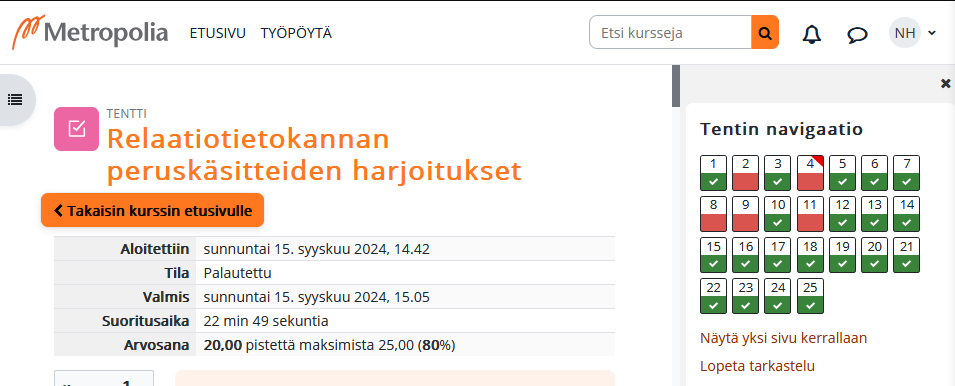 Metropolia ETUSIVU TYÖPÖYTÄ Etsi kursseja NH
TENTTI
Relaatiotietokannan
peruskäsitteiden harjoitukset
Takaisin kurssin etusivulle
Aloitettiin sunnuntai 15. syyskuu 2024, 14.42
Tila Palautettu
Valmis sunnuntai 15. syyskuu 2024, 15.05
Suoritusaika 22 min 49 sekuntia
Arvosana 20,00 pistettä maksimista 25,00 (80%)
Tentin navigaatio
1 2 3 4 5 6 7
8 9 10 11 12 13 14
15 16 17 18 19 20 21
22 23 24 25
Näytä yksi sivu kerrallaan
Lopeta tarkastelu